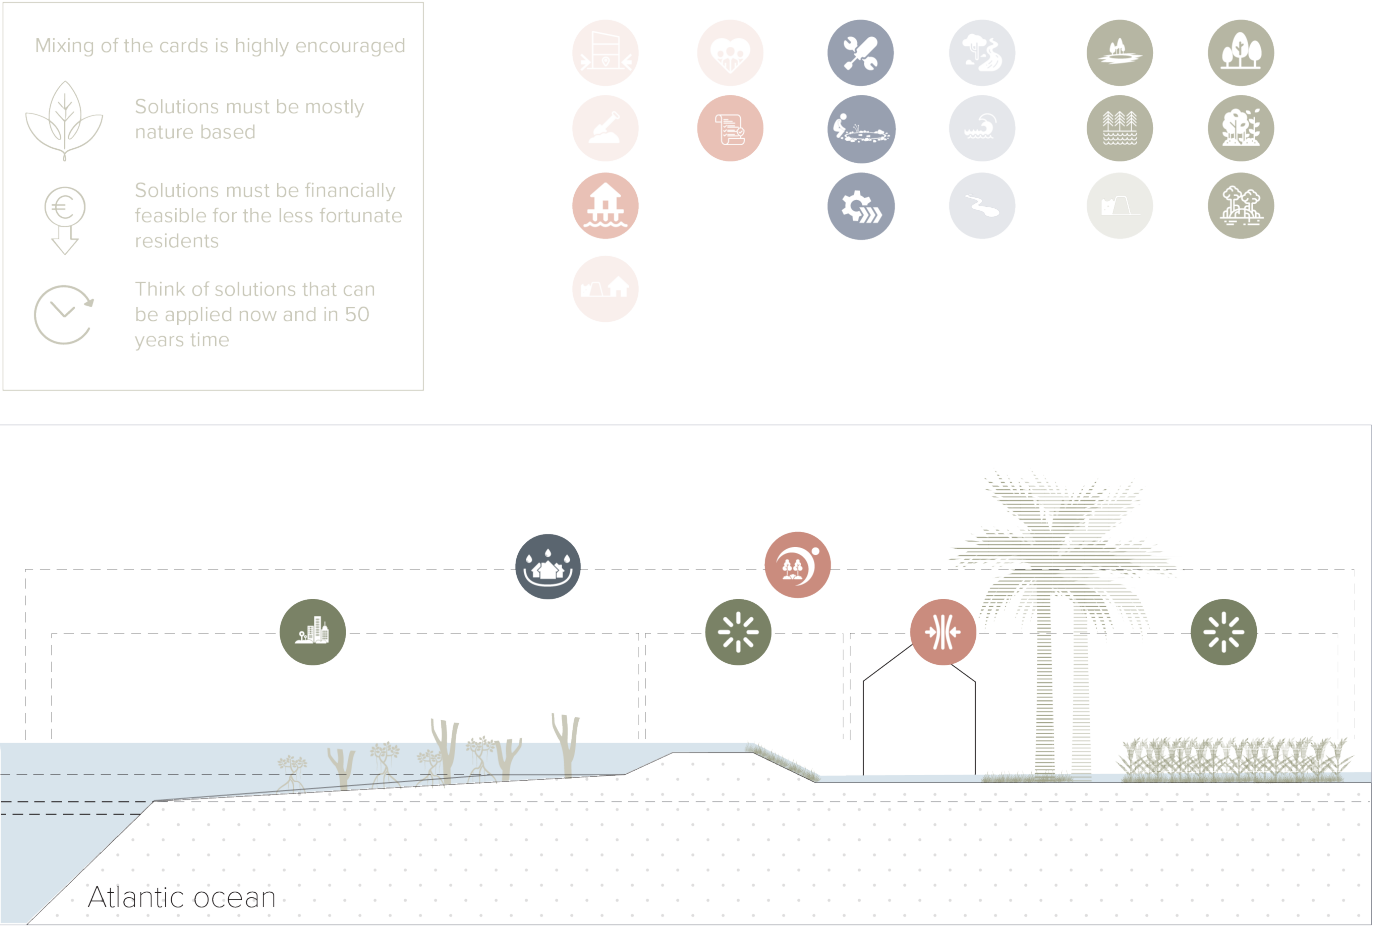 Mixing of the cards is highly encouraged
Solutions must be mostly
nature based
Solutions must be financially
feasible for the less fortunate
residents
Think of solutions that can
be applied now and in 50
years time
Atlantic ocean